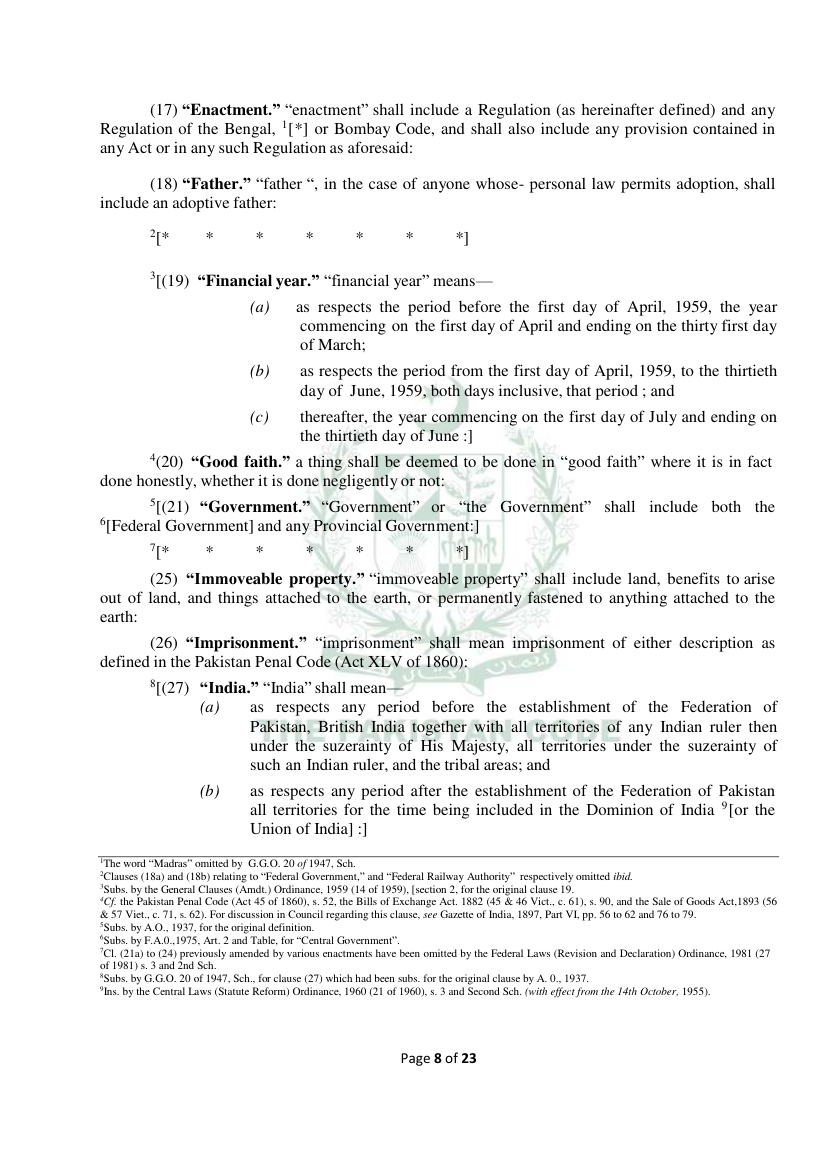 (17) “Enactment.” “enactment” shall include a Regulation (as hereinafter defined) and any
Regulation of the Bengal, 1[*] or Bombay Code, and shall also include any provision contained in
any Act or in any such Regulation as aforesaid:
(18) “Father.” “father “, in the case of anyone whose- personal law permits adoption, shall
include an adoptive father:
2[* * * * * * *]
3[(19) “Financial year.” “financial year” means—
(a) as respects the period before the first day of April, 1959, the year
commencing on the first day of April and ending on the thirty first day
of March;
(b) as respects the period from the first day of April, 1959, to the thirtieth
day of June, 1959, both days inclusive, that period ; and
(c) thereafter, the year commencing on the first day of July and ending on
the thirtieth day of June :]
4(20) “Good faith.” a thing shall be deemed to be done in “good faith” where it is in fact
done honestly, whether it is done negligently or not:
5[(21) “Government.” “Government” or “the Government” shall include both the
6[Federal Government] and any Provincial Government:]
7[* * * * * * *]
(25) “Immoveable property.” “immoveable property” shall include land, benefits to arise
out of land, and things attached to the earth, or permanently fastened to anything attached to the
earth:
(26) “Imprisonment.” “imprisonment” shall mean imprisonment of either description as
defined in the Pakistan Penal Code (Act XLV of 1860):
8[(27) “India.” “India” shall mean—
(a) as respects any period before the establishment of the Federation of
Pakistan, British India together with all territories of any Indian ruler then
THE PAKISTAN CODE
under the suzerainty of His Majesty, all territories under the suzerainty of
such an Indian ruler, and the tribal areas; and
(b) as respects any period after the establishment of the Federation of Pakistan
all territories for the time being included in the Dominion of India 9[or the
Union of India] :]
1The word “Madras” omitted by G.G.O. 20 of 1947, Sch.
2Clauses (18a) and (18b) relating to “Federal Government,” and “Federal Railway Authority” respectively omitted ibid.
3Subs. by the General Clauses (Amdt.) Ordinance, 1959 (14 of 1959), [section 2, for the original clause 19.
4Cf. the Pakistan Penal Code (Act 45 of 1860), s. 52, the Bills of Exchange Act. 1882 (45 & 46 Vict., c. 61), s. 90, and the Sale of Goods Act,1893 (56
& 57 Viet., c. 71, s. 62). For discussion in Council regarding this clause, see Gazette of India, 1897, Part VI, pp. 56 to 62 and 76 to 79.
5Subs. by A.O., 1937, for the original definition.
6Subs. by F.A.0.,1975, Art. 2 and Table, for “Central Government”.
7Cl. (21a) to (24) previously amended by various enactments have been omitted by the Federal Laws (Revision and Declaration) Ordinance, 1981 (27
of 1981) s. 3 and 2nd Sch.
8Subs. by G.G.O. 20 of 1947, Sch., for clause (27) which had been subs. for the original clause by A. 0., 1937.
9Ins. by the Central Laws (Statute Reform) Ordinance, 1960 (21 of 1960), s. 3 and Second Sch. (with effect from the 14th October, 1955).
Page 8 of 23